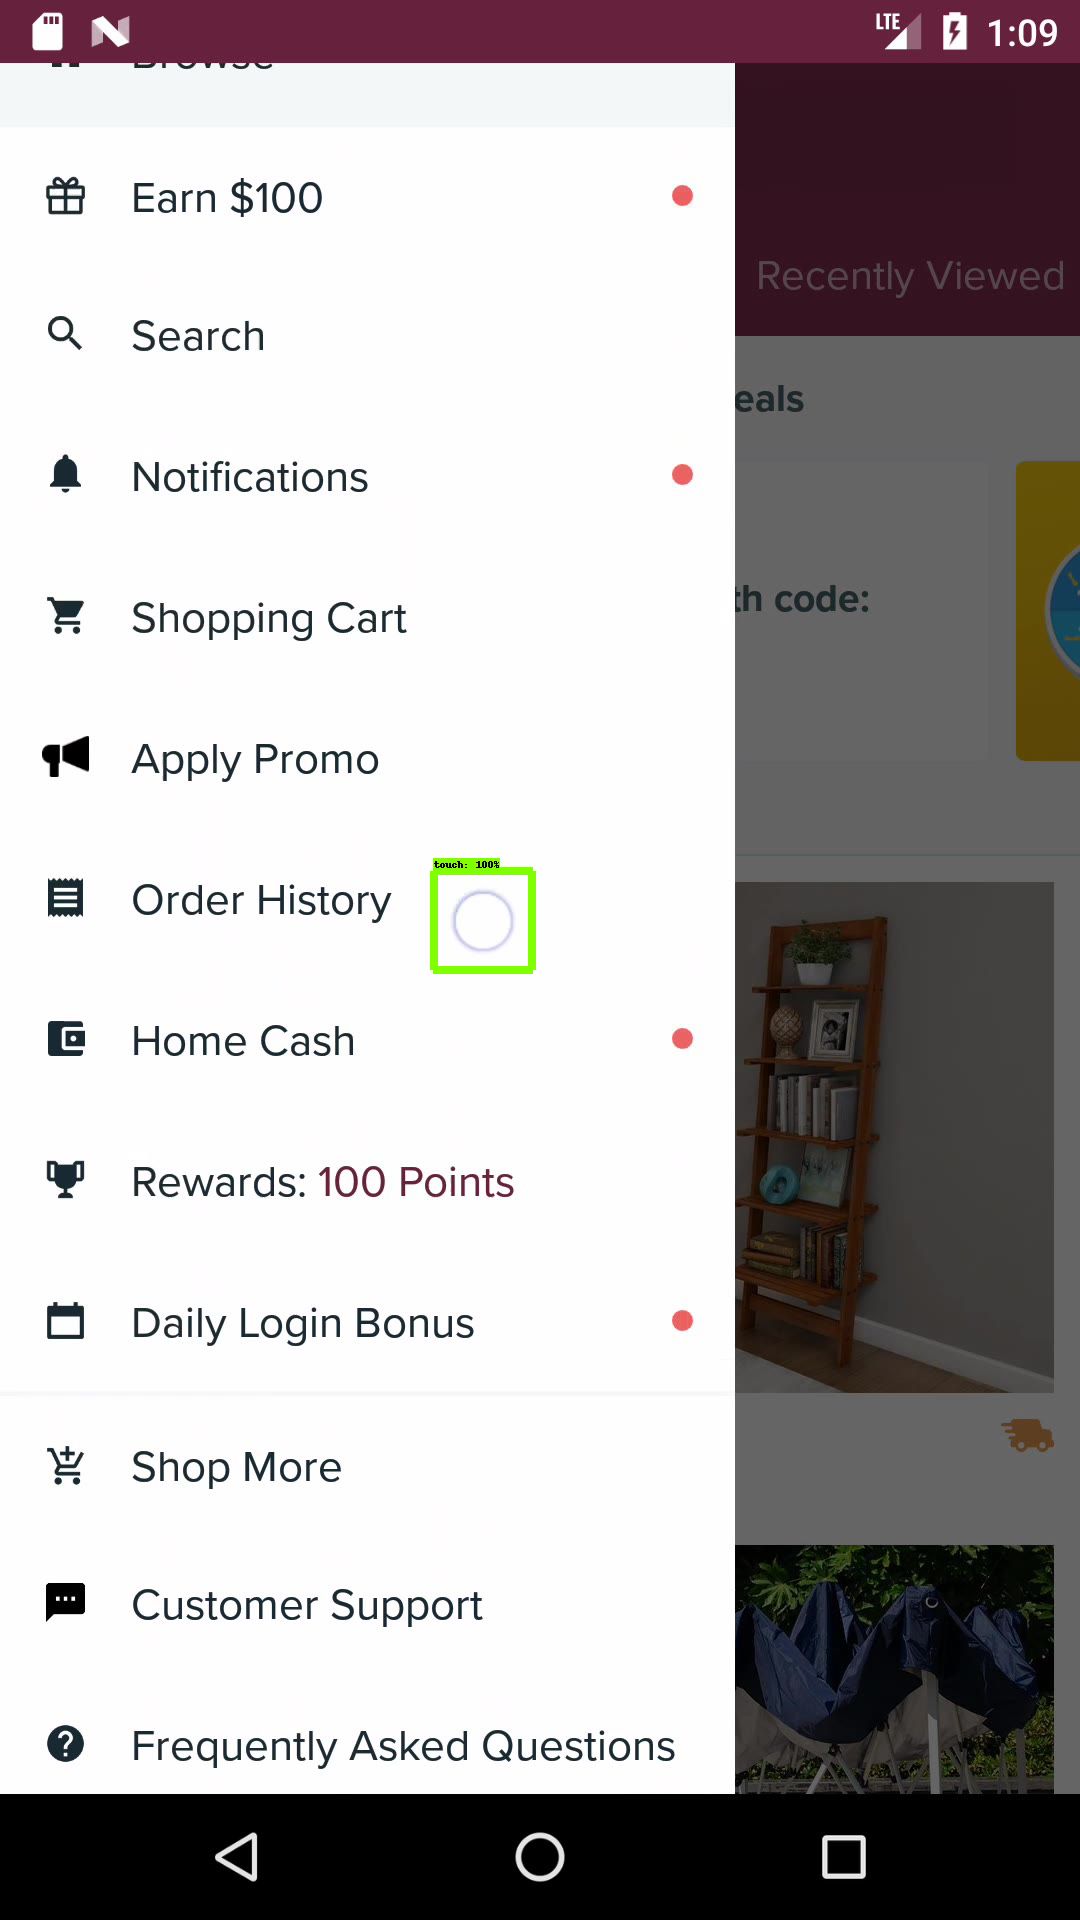 LTE 1:09
Browse
Earn $100
Search
Recently Viewed
eals
Notifications
th code:
Shopping Cart
Apply Promo
touch: 100%
Order History
Home Cash
Rewards: 100 Points
Daily Login Bonus
Shop More
Customer Support
Frequently Asked Questions